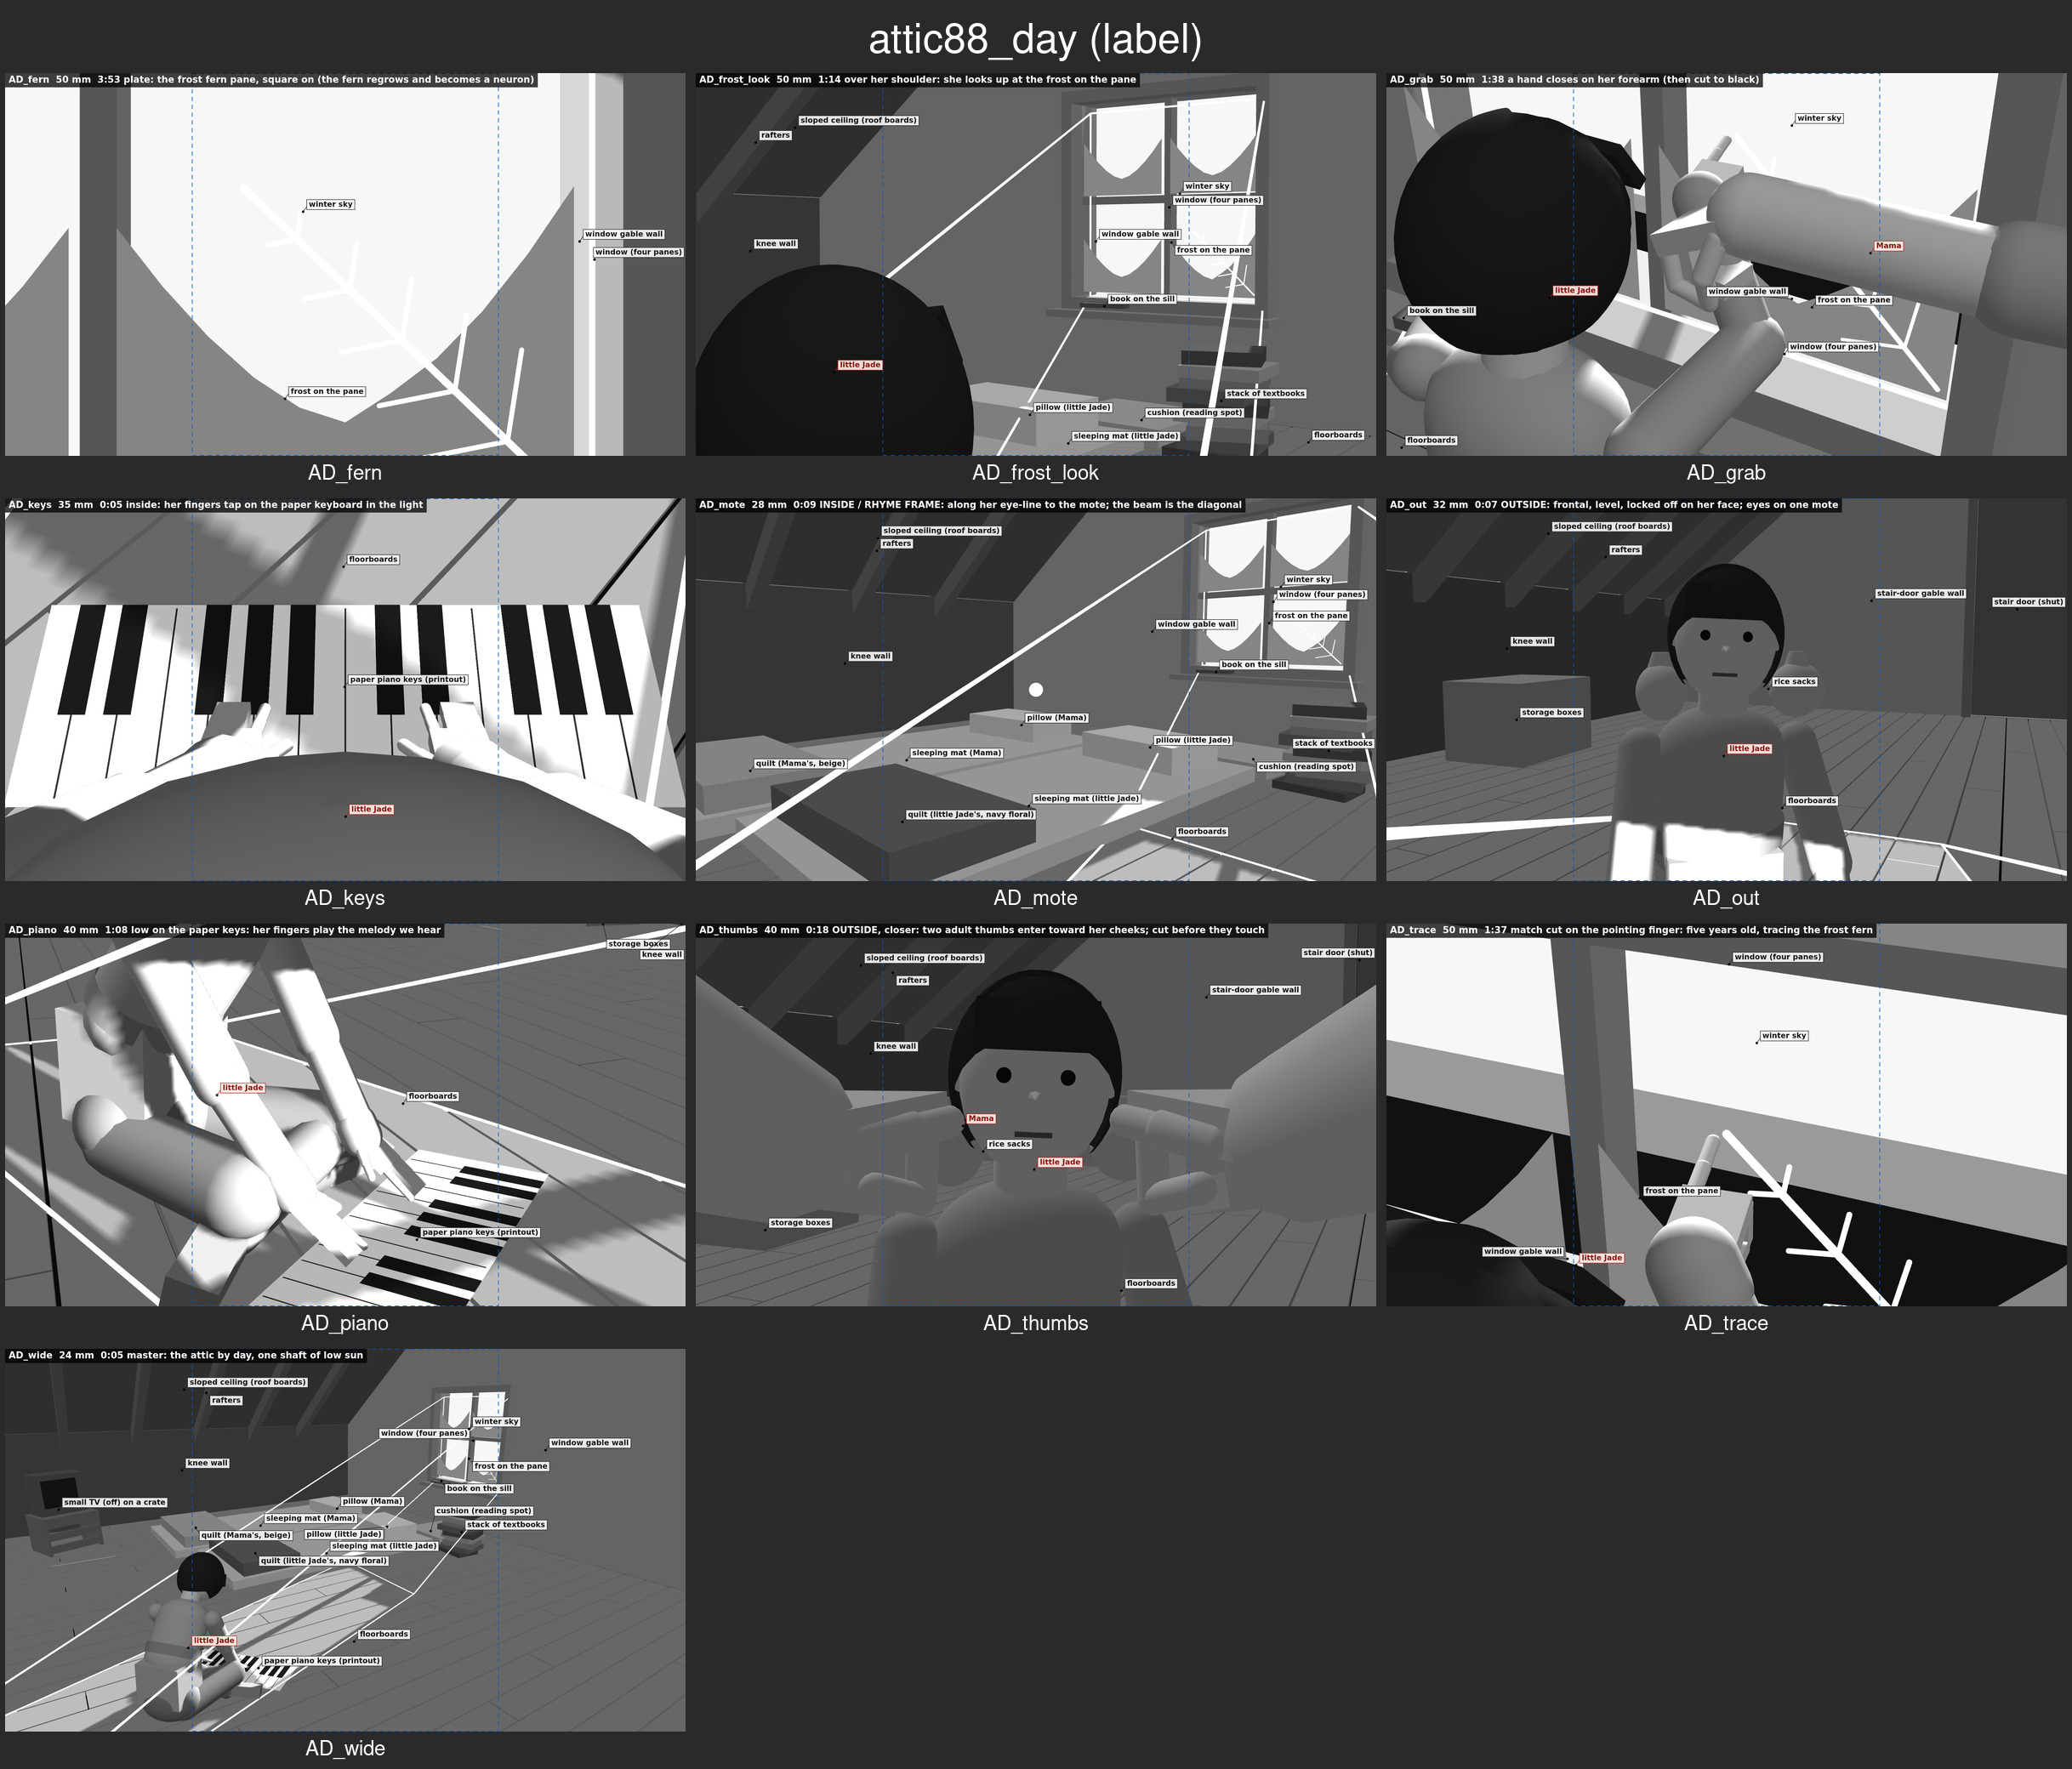 attic88_day (label)
AD_fern 50 mm 3:53 plate: the frost fern pane, square on (the fern regrows and becomes a neuron)
winter sky
window gable wall
window (four panes)
frost on the pane
AD_fern
AD_frost_look 50 mm 1:14 over her shoulder: she looks up at the frost on the pane
sloped ceiling (roof boards)
rafters
winter sky
window (four panes)
window gable wall
knee wall
frost on the pane
book on the sill
little Jade
stack of textbooks
pillow (little Jade)
cushion (reading spot)
sleeping mat (little Jade)
floorboards
AD_frost_look
AD_grab 50 mm 1:38 a hand closes on her forearm (then cut to black)
winter sky
Mama
little Jade
window gable wall
frost on the pane
book on the sill
window (four panes)
floorboards
AD_grab
AD_keys 35 mm 0:05 inside: her fingers tap on the paper keyboard in the light
floorboards
paper piano keys (printout)
little Jade
AD_keys
AD_mote 28 mm 0:09 INSIDE / RHYME FRAME: along her eye-line to the mote; the beam is the diagonal
sloped ceiling (roof boards)
rafters
winter sky
window (four panes)
frost on the pane
window gable wall
knee wall
book on the sill
pillow (Mama)
pillow (little Jade)
stack of textbooks
sleeping mat (Mama)
quilt (Mama's, beige)
cushion (reading spot)
sleeping mat (little Jade)
quilt (little Jade's, navy floral)
floorboards
AD_mote
AD_out 32 mm 0:07 OUTSIDE: frontal, level, locked off on her face; eyes on one mote
sloped ceiling (roof boards)
rafters
stair-door gable wall
stair door (shut)
knee wall
rice sacks
storage boxes
little Jade
floorboards
AD_out
AD_piano 40 mm 1:08 low on the paper keys: her fingers play the melody we hear
storage boxes
knee wall
little Jade
floorboards
paper piano keys (printout)
AD_piano
AD_thumbs 40 mm 0:18 OUTSIDE, closer: two adult thumbs enter toward her cheeks; cut before they touch
stair door (shut)
sloped ceiling (roof boards)
rafters
stair-door gable wall
knee wall
Mama
rice sacks
little Jade
storage boxes
floorboards
AD_thumbs
AD_trace 50 mm 1:37 match cut on the pointing finger: five years old, tracing the frost fern
window (four panes)
winter sky
frost on the pane
window gable wall
little Jade
AD_trace
AD_wide 24 mm 0:05 master: the attic by day, one shaft of low sun
sloped ceiling (roof boards)
rafters
winter sky
window (four panes)
window gable wall
knee wall
frost on the pane
book on the sill
small TV (off) on a crate
pillow (Mama)
cushion (reading spot)
sleeping mat (Mama)
stack of textbooks
quilt (Mama's, beige)
pillow (little Jade)
sleeping mat (little Jade)
quilt (little Jade's, navy floral)
floorboards
little Jade
paper piano keys (printout)
AD_wide